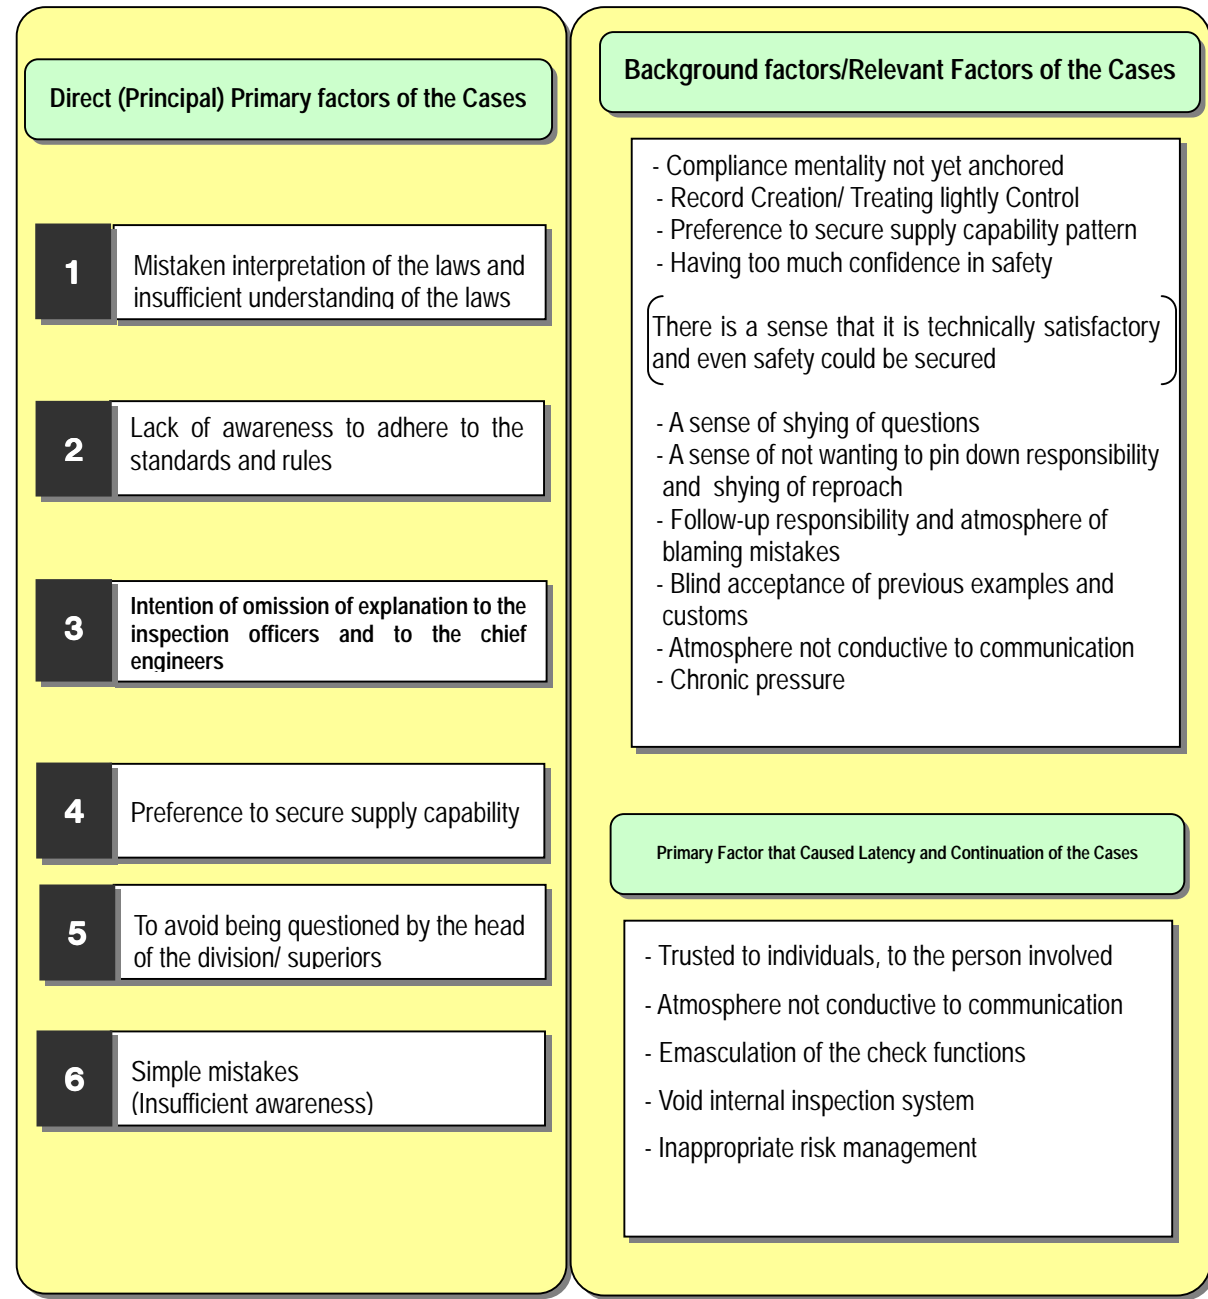 Direct (Principal) Primary factors of the Cases
1
Mistaken interpretation of the laws and
insufficient understanding of the laws
2
Lack of awareness to adhere to the
standards and rules
3
Intention of omission of explanation to the
inspection officers and to the chief
engineers
4
Preference to secure supply capability
5
To avoid being questioned by the head
of the division/ superiors
6
Simple mistakes
(Insufficient awareness)
Background factors/Relevant Factors of the Cases
- Compliance mentality not yet anchored
- Record Creation/ Treating lightly Control
- Preference to secure supply capability pattern
- Having too much confidence in safety
There is a sense that it is technically satisfactory
and even safety could be secured
- A sense of shying of questions
- A sense of not wanting to pin down responsibility
and shying of reproach
- Follow-up responsibility and atmosphere of
blaming mistakes
- Blind acceptance of previous examples and
customs
- Atmosphere not conductive to communication
- Chronic pressure
Primary Factor that Caused Latency and Continuation of the Cases
- Trusted to individuals, to the person involved
- Atmosphere not conductive to communication
- Emasculation of the check functions
- Void internal inspection system
- Inappropriate risk management